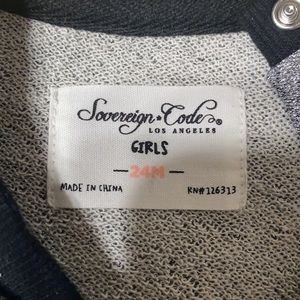 Sovereign★Code®
LOS ANGELES
GIRLS
—24M—
MADE IN CHINA RN#126313